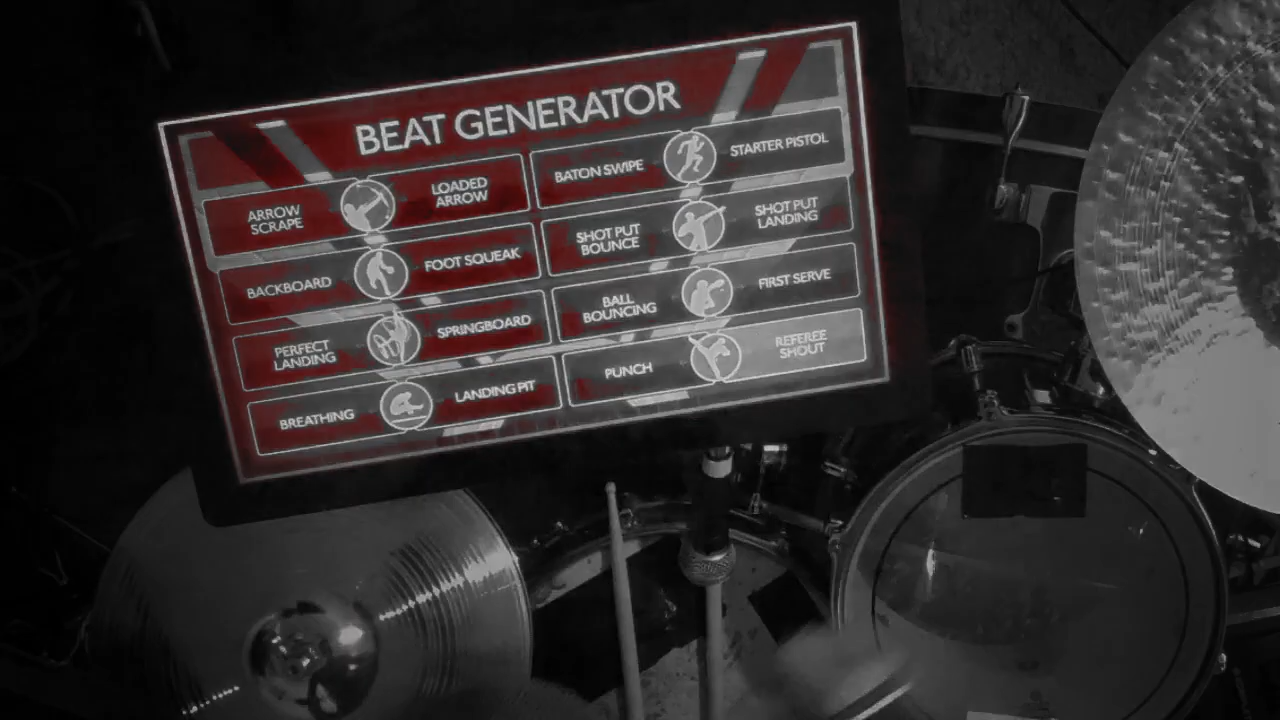 BEAT GENERATOR
ARROW
SCRAPE
LOADED
ARROW
BATON SWIPE
STARTER PISTOL
BACKBOARD
FOOT SQUEAK
SHOT PUT
BOUNCE
SHOT PUT
LANDING
PERFECT
LANDING
SPRINGBOARD
BALL
BOUNCING
FIRST SERVE
BREATHING
LANDING PIT
PUNCH
REFEREE
SHOUT